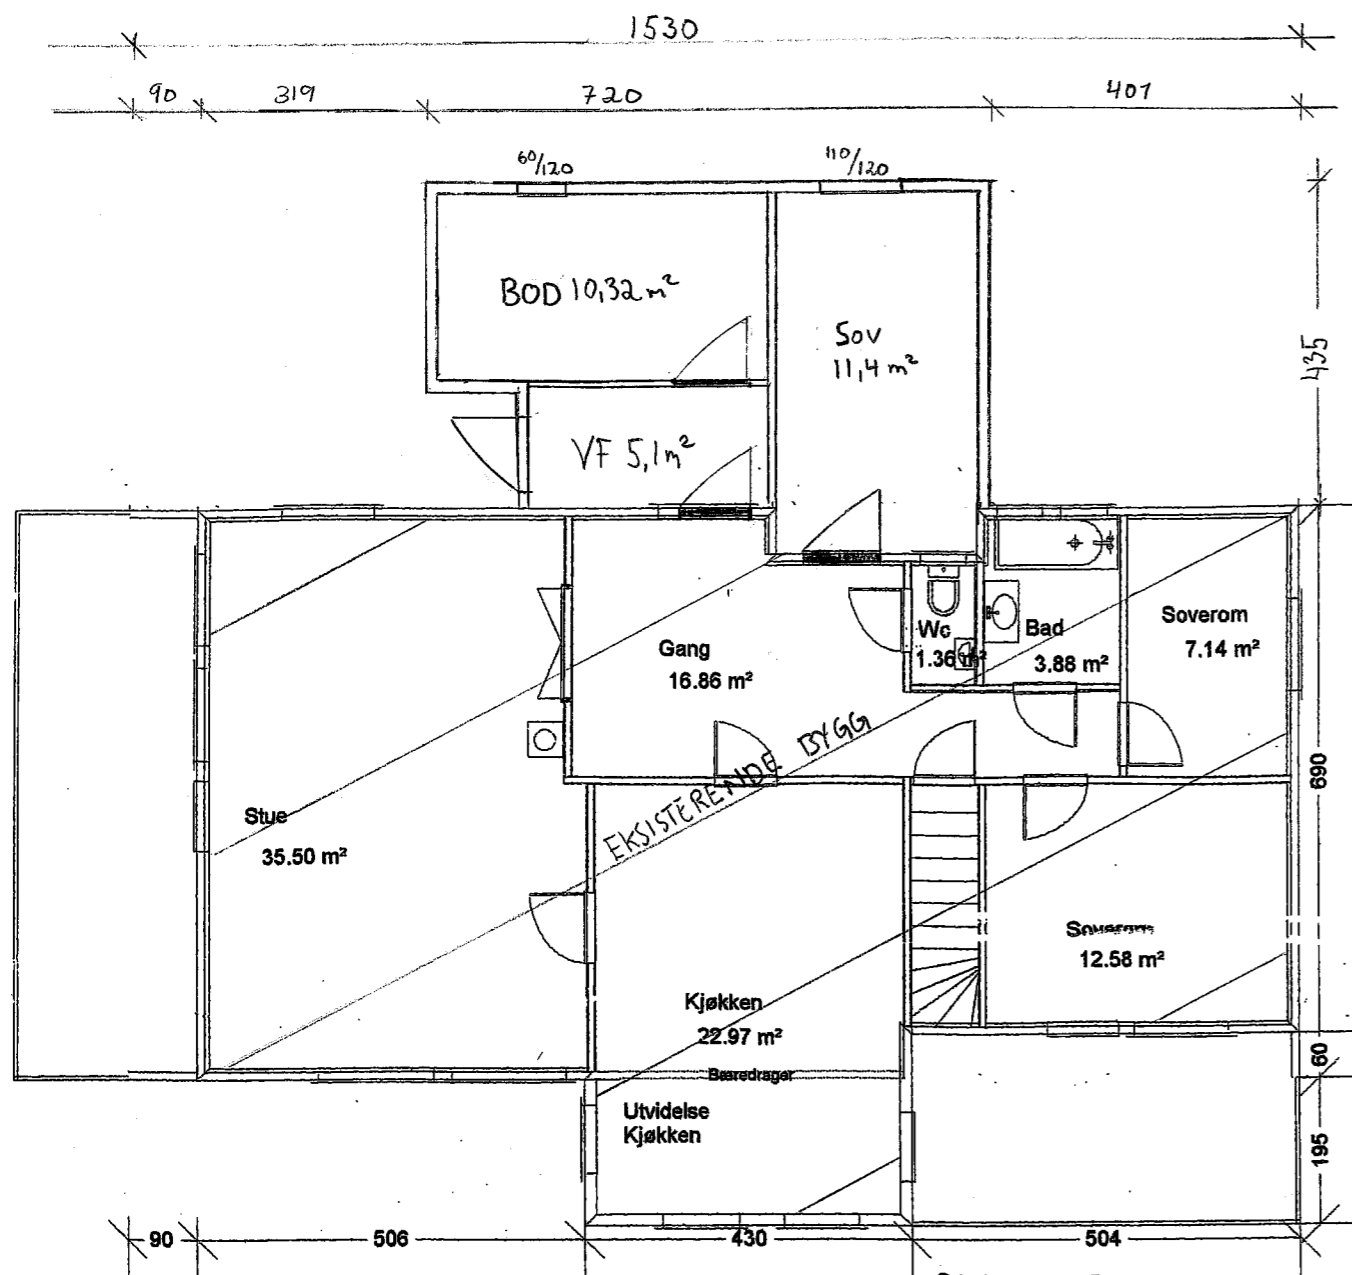 1530
90 319 720 401
60/120 110/120
BOD 10,32 m²
Sov
11,4 m²
435
VF 5,1 m²
Gang
16.86 m²
Wc
1.36 m²
Bad
3.88 m²
Soverom
7.14 m²
EKSISTERENDE BYGG
690
Stue
35.50 m²
Soverom
12.58 m²
Kjøkken
22.97 m²
Bæredrager
60
Utvidelse
Kjøkken
195
90 506 430 504